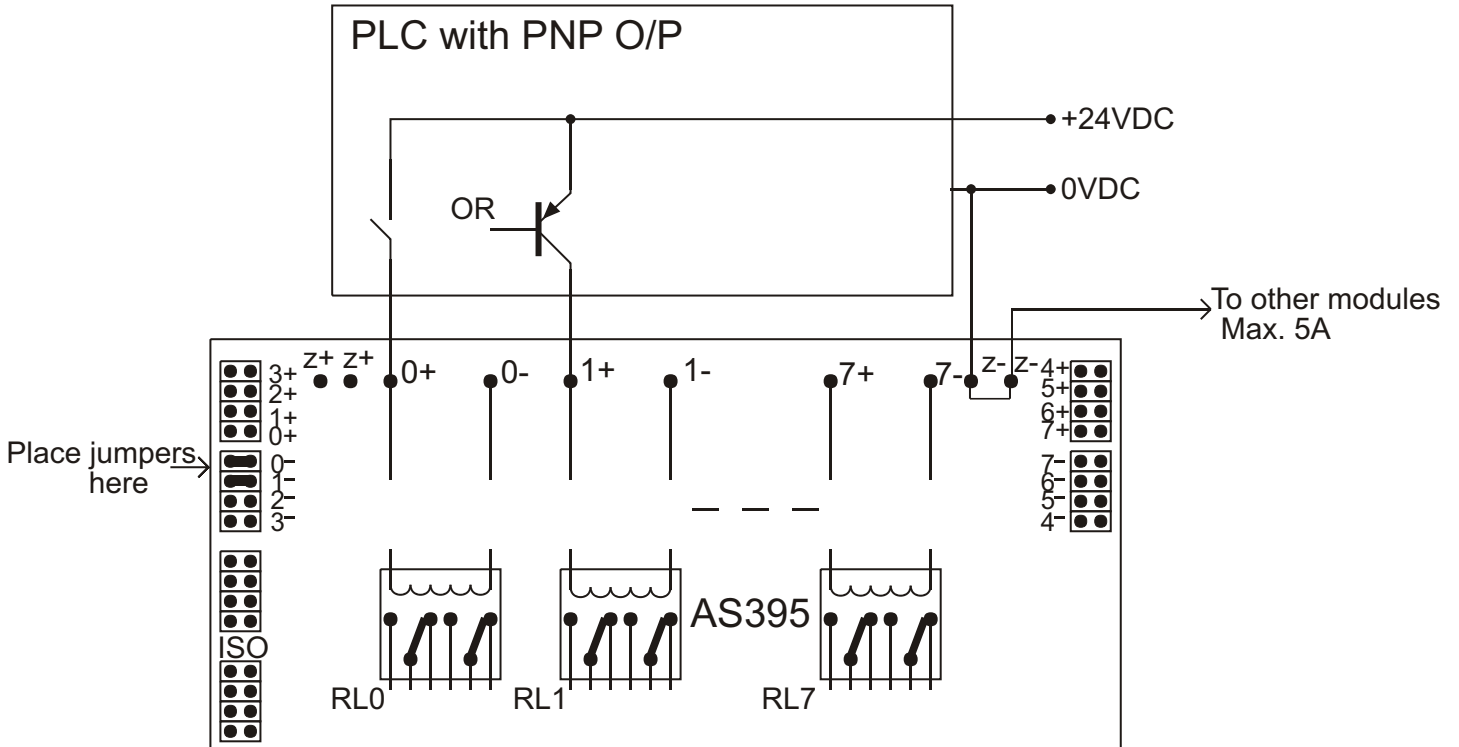 PLC with PNP O/P
+24VDC
0VDC
OR
To other modules
Max. 5A
z+ z+ 0+ 0- 1+ 1- 7+ 7- z- z-
3+
2+
1+
0+
4+
5+
6+
7+
Place jumpers
here
0-
1-
2-
3-
7-
6-
5-
4-
AS395
ISO
RL0 RL1 RL7